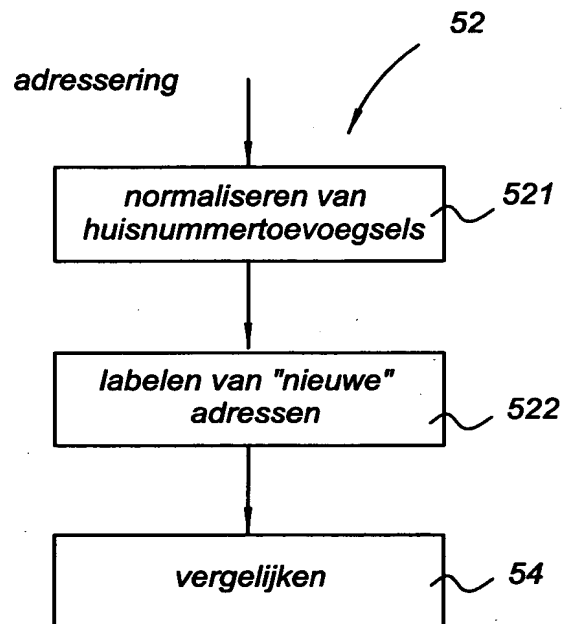 52
adressering
normaliseren van
huisnummertoevoegsels
521
labelen van "nieuwe"
adressen
522
vergelijken
54